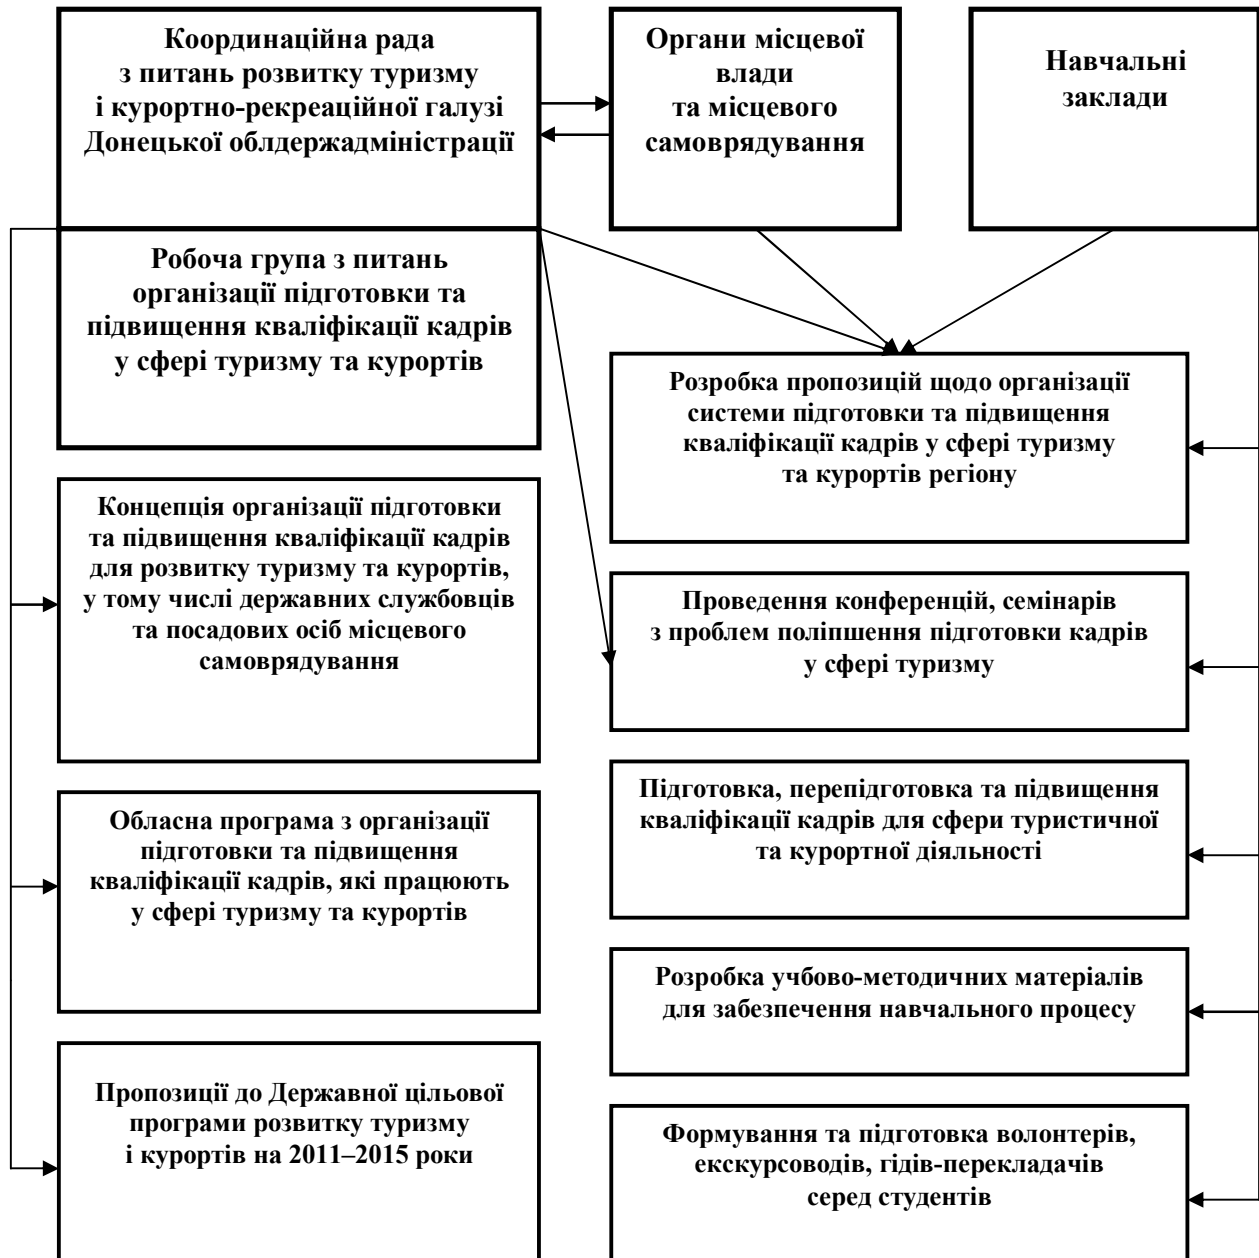 Координаційна рада
з питань розвитку туризму
і курортно-рекреаційної галузі
Донецької облдержадміністрації
Органи місцевої
влади
та місцевого
самоврядування
Навчальні
заклади
Робоча група з питань
організації підготовки та
підвищення кваліфікації кадрів
у сфері туризму та курортів
Розробка пропозицій щодо організації
системи підготовки та підвищення
кваліфікації кадрів у сфері туризму
та курортів регіону
Концепція організації підготовки
та підвищення кваліфікації кадрів
для розвитку туризму та курортів,
у тому числі державних службовців
та посадових осіб місцевого
самоврядування
Проведення конференцій, семінарів
з проблем поліпшення підготовки кадрів
у сфері туризму
Підготовка, перепідготовка та підвищення
кваліфікації кадрів для сфери туристичної
та курортної діяльності
Обласна програма з організації
підготовки та підвищення
кваліфікації кадрів, які працюють
у сфері туризму та курортів
Розробка учбово-методичних матеріалів
для забезпечення навчального процесу
Пропозиції до Державної цільової
програми розвитку туризму
і курортів на 2011–2015 роки
Формування та підготовка волонтерів,
екскурсоводів, гідів-перекладачів
серед студентів